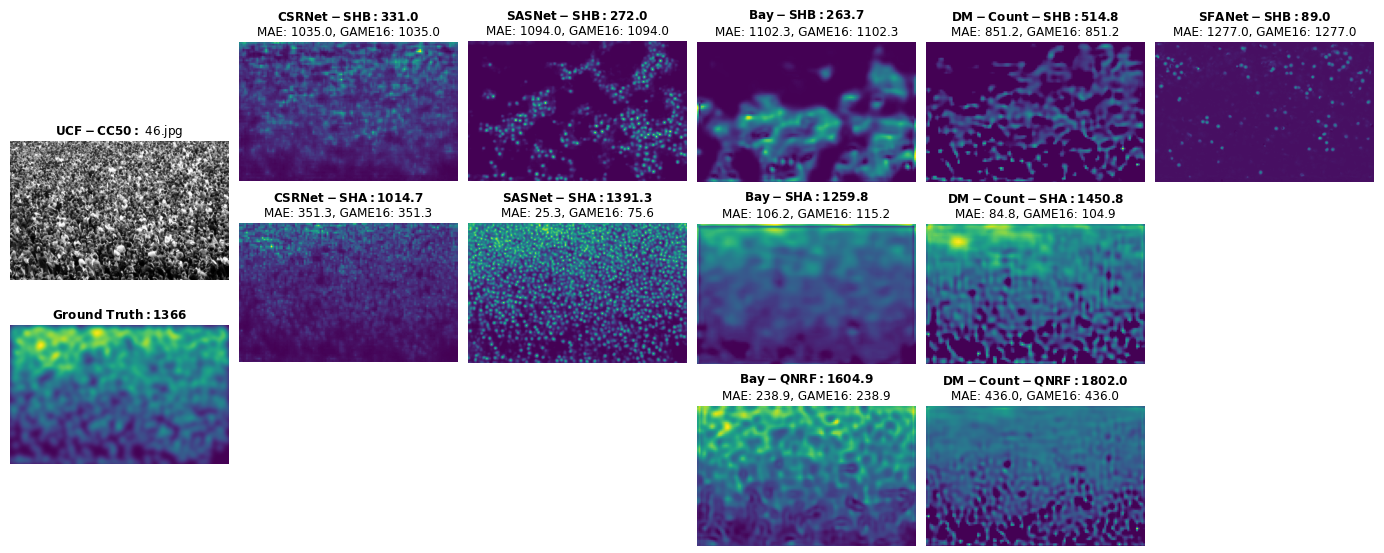 UCF−CC50: 46.jpg
Ground Truth:1366
CSRNet−SHB:331.0
MAE: 1035.0, GAME16: 1035.0
SASNet−SHB:272.0
MAE: 1094.0, GAME16: 1094.0
Bay−SHB:263.7
MAE: 1102.3, GAME16: 1102.3
DM−Count−SHB:514.8
MAE: 851.2, GAME16: 851.2
SFANet−SHB:89.0
MAE: 1277.0, GAME16: 1277.0
CSRNet−SHA:1014.7
MAE: 351.3, GAME16: 351.3
SASNet−SHA:1391.3
MAE: 25.3, GAME16: 75.6
Bay−SHA:1259.8
MAE: 106.2, GAME16: 115.2
DM−Count−SHA:1450.8
MAE: 84.8, GAME16: 104.9
Bay−QNRF:1604.9
MAE: 238.9, GAME16: 238.9
DM−Count−QNRF:1802.0
MAE: 436.0, GAME16: 436.0